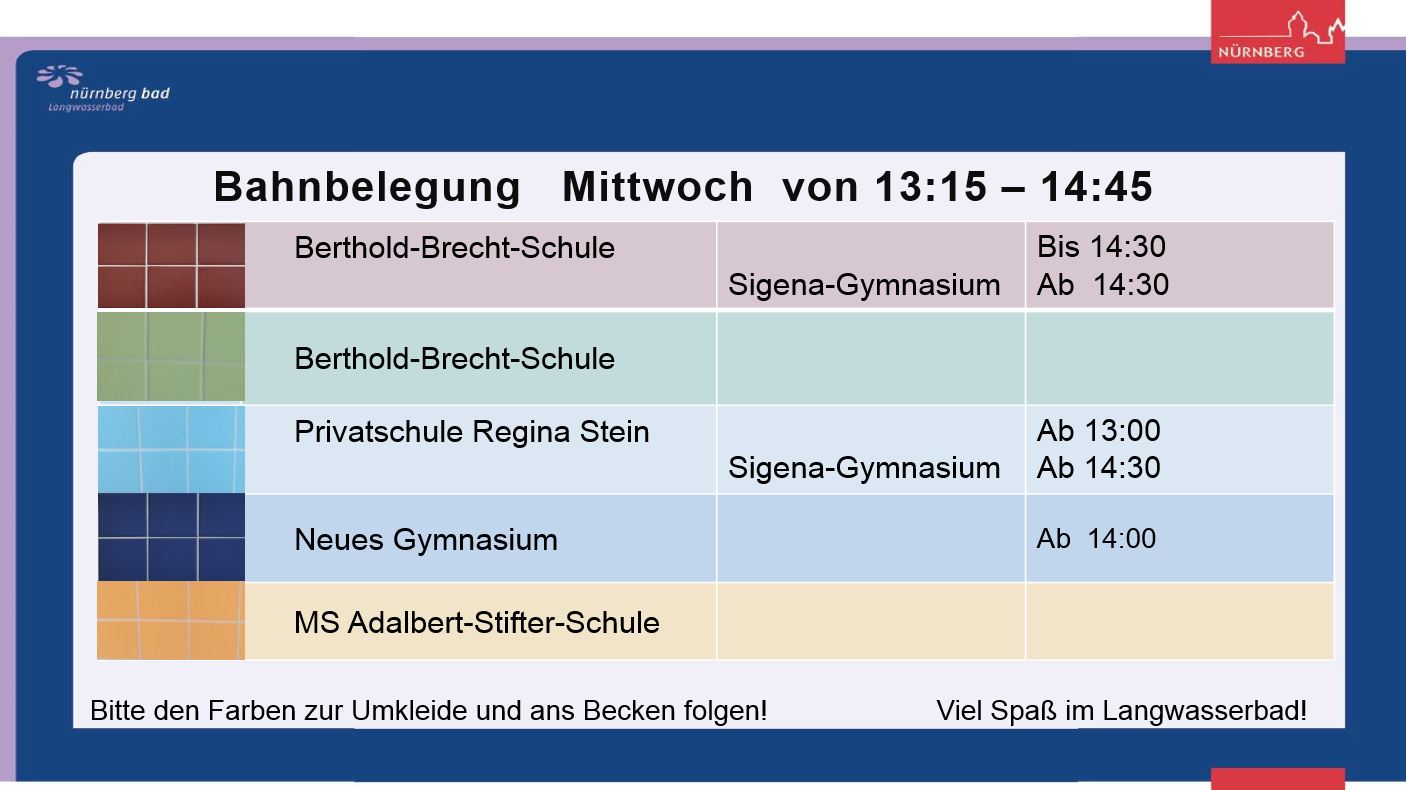 NÜRNBERG
nürnberg bad
Langwasserbad
Bahnbelegung Mittwoch von 13:15 – 14:45
Berthold-Brecht-Schule Bis 14:30
Sigena-Gymnasium Ab 14:30
Berthold-Brecht-Schule
Privatschule Regina Stein Ab 13:00
Sigena-Gymnasium Ab 14:30
Neues Gymnasium Ab 14:00
MS Adalbert-Stifter-Schule
Bitte den Farben zur Umkleide und ans Becken folgen! Viel Spaß im Langwasserbad!